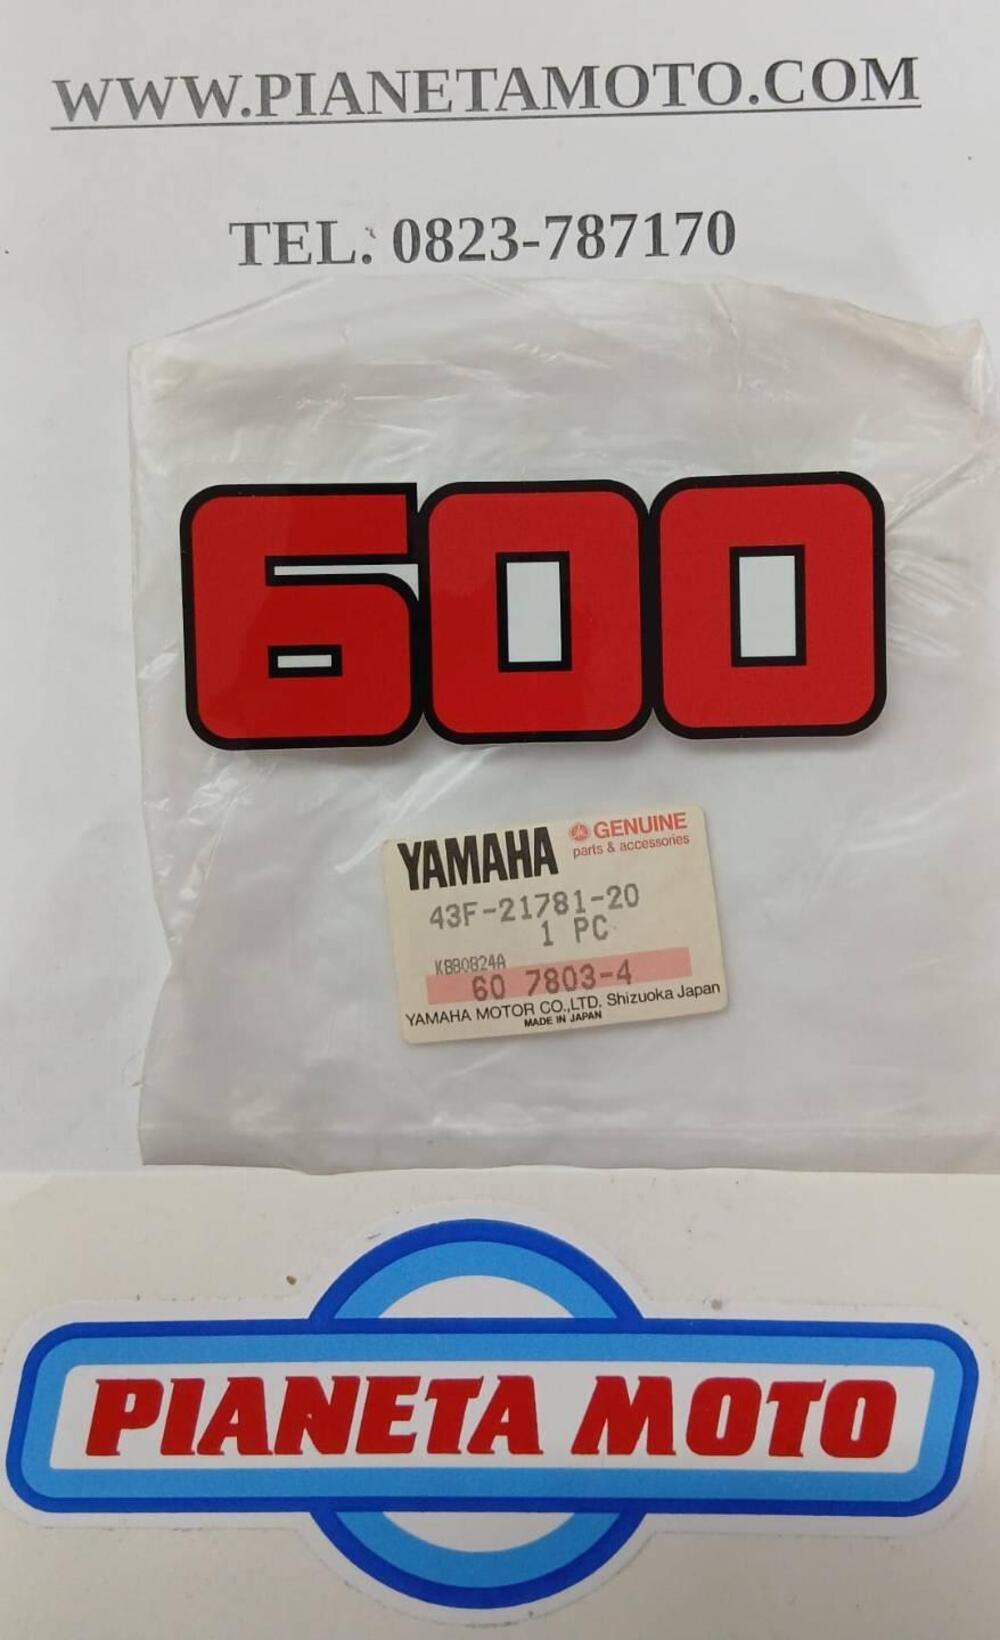 WWW.PIANETAMOTO.COM
TEL. 0823-787170
600
YAMAHA GENUINE
parts & accessories
43F-21781-20
1 PC
K880824A
60 7803-4
YAMAHA MOTOR CO.,LTD. Shizuoka Japan
MADE IN JAPAN
PIANETA MOTO